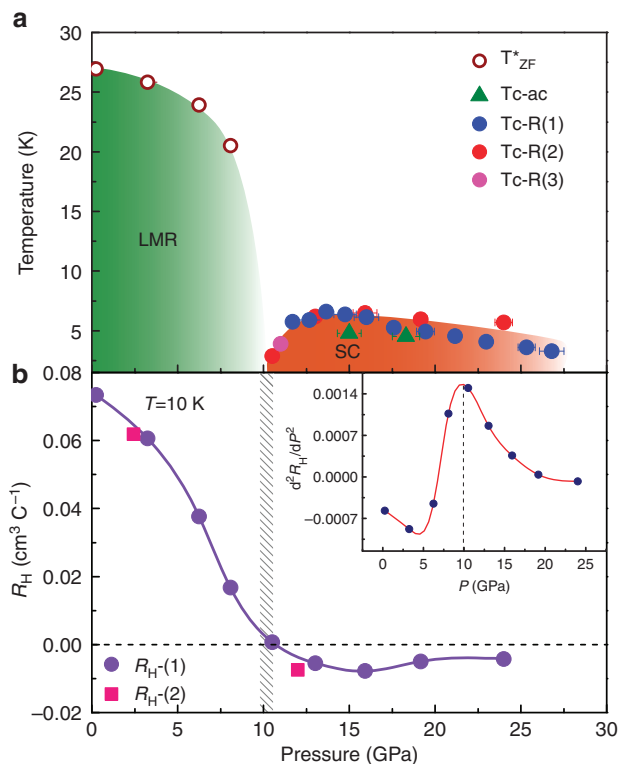 a
30
25
20
15
10
5
Temperature (K)
T*ZF
Tc-ac
Tc-R(1)
Tc-R(2)
Tc-R(3)
LMR
SC
b
0.08
0.06
0.04
0.02
0.00
−0.02
RH (cm³ C⁻¹)
T=10 K
RH-(1)
RH-(2)
0 5 10 15 20 25 30
Pressure (GPa)
0.0014
0.0007
0.0000
−0.0007
d²RH/dP²
0 5 10 15 20 25
P (GPa)